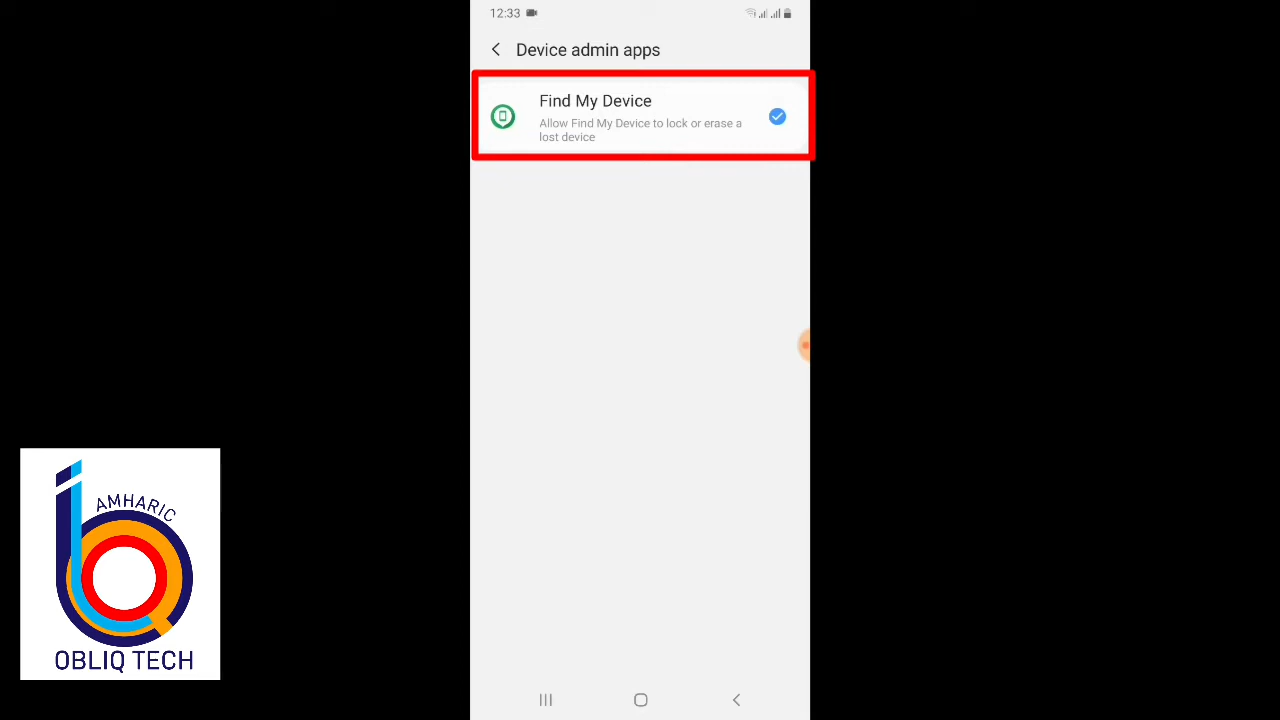 12:33
Device admin apps
Find My Device
Allow Find My Device to lock or erase a
lost device
AMHARIC
OBLIQ TECH